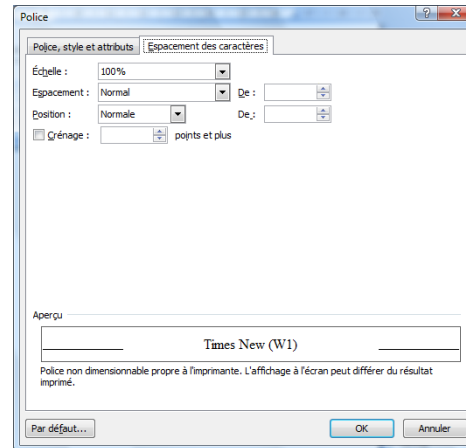 Police
Police, style et attributs Espacement des caractères
Échelle : 100%
Espacement : Normal De :
Position : Normale De :
Crénage : points et plus
Aperçu
Times New (W1)
Police non dimensionnable propre à l'imprimante. L'affichage à l'écran peut différer du résultat
imprimé.
Par défaut... OK Annuler